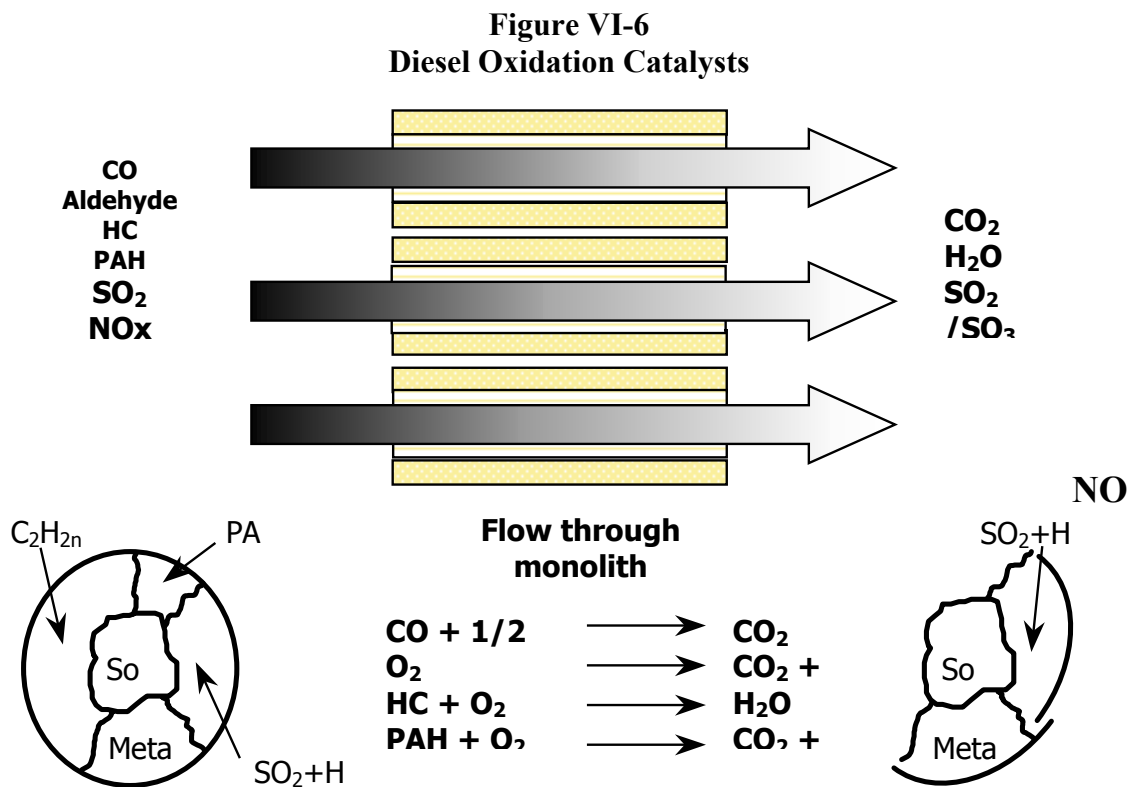 Figure VI-6
Diesel Oxidation Catalysts
CO
Aldehyde
HC
PAH
SO₂
NOx
CO₂
H₂O
SO₂
/SO₃
NO
C₂H₂ₙ
PA
So
Meta
SO₂+H
Flow through
monolith
CO + 1/2
O₂
HC + O₂
PAH + O₂
CO₂
CO₂ +
H₂O
CO₂ +
SO₂+H
So
Meta